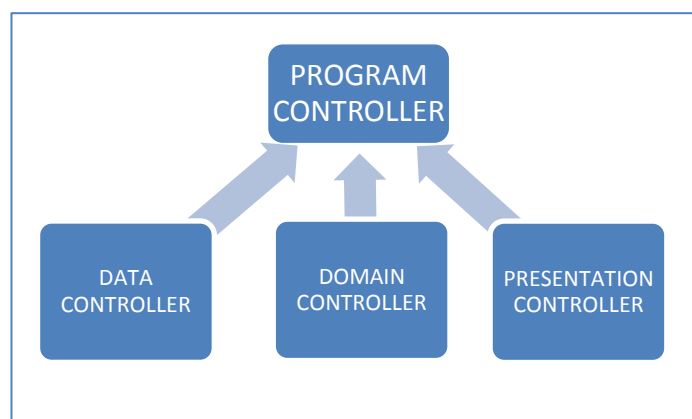 PROGRAM
CONTROLLER
DATA
CONTROLLER
DOMAIN
CONTROLLER
PRESENTATION
CONTROLLER